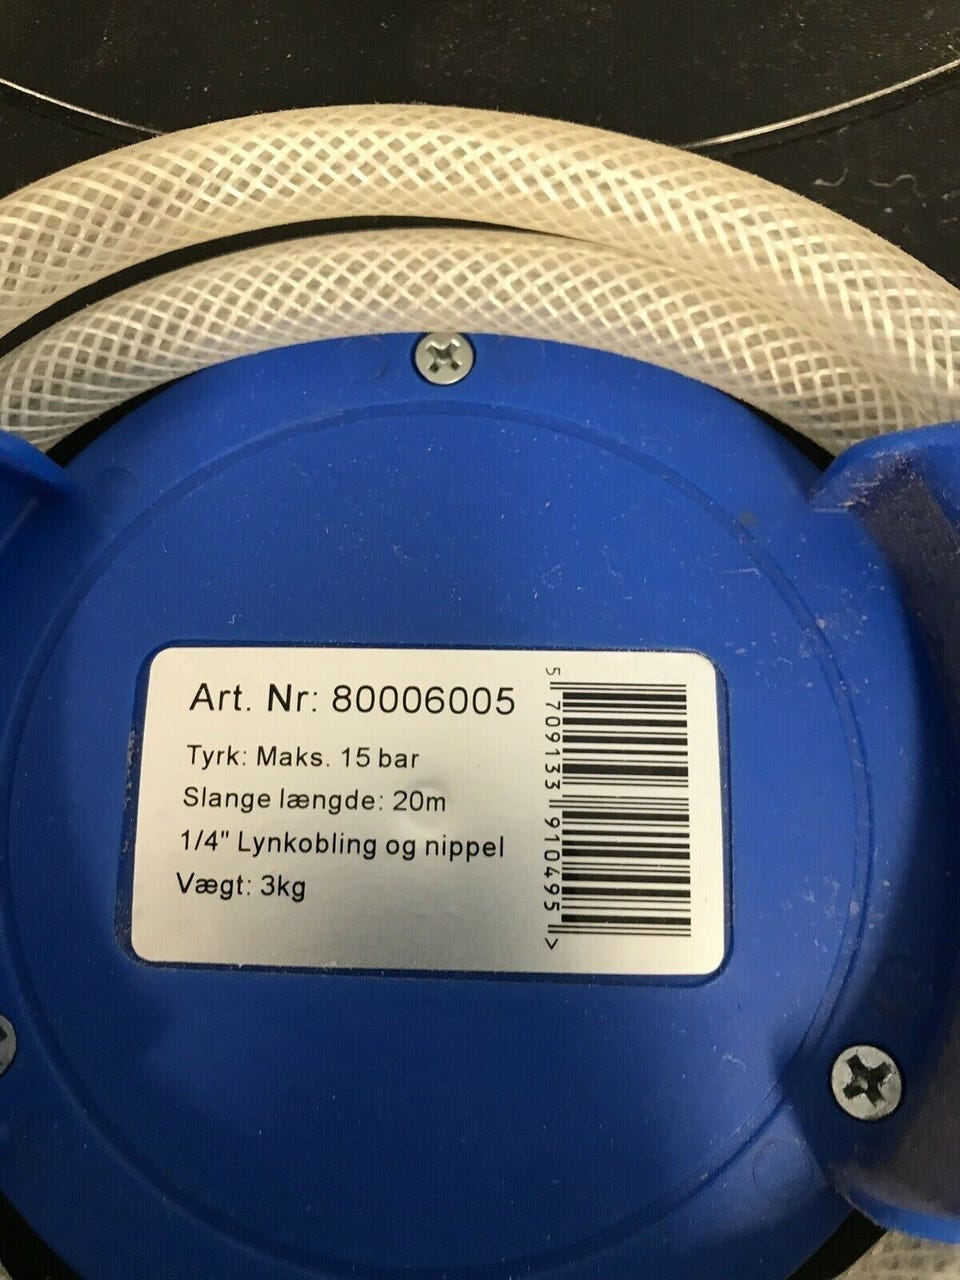 Art. Nr: 80006005
Tyrk: Maks. 15 bar
Slange længde: 20m
1/4" Lynkobling og nippel
Vægt: 3kg
5 709133 910495 >